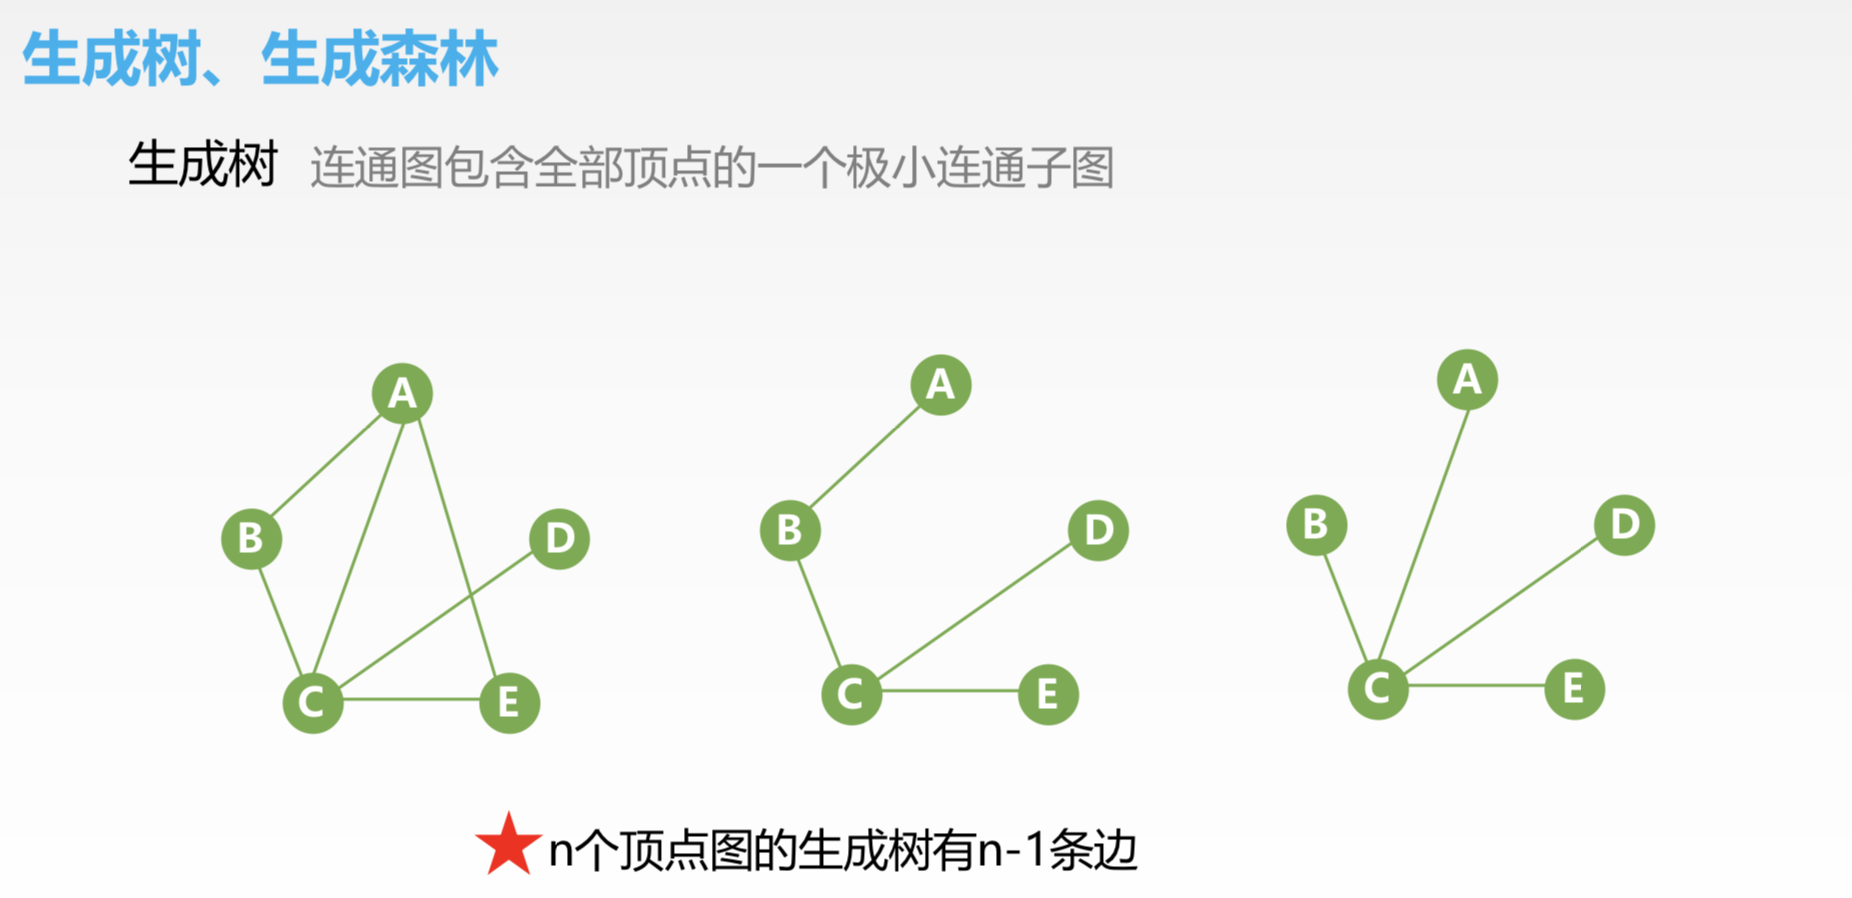 生成树、生成森林
生成树 连通图包含全部顶点的一个极小连通子图
A A A
B D B D B D
C E C E C E
n个顶点图的生成树有n-1条边